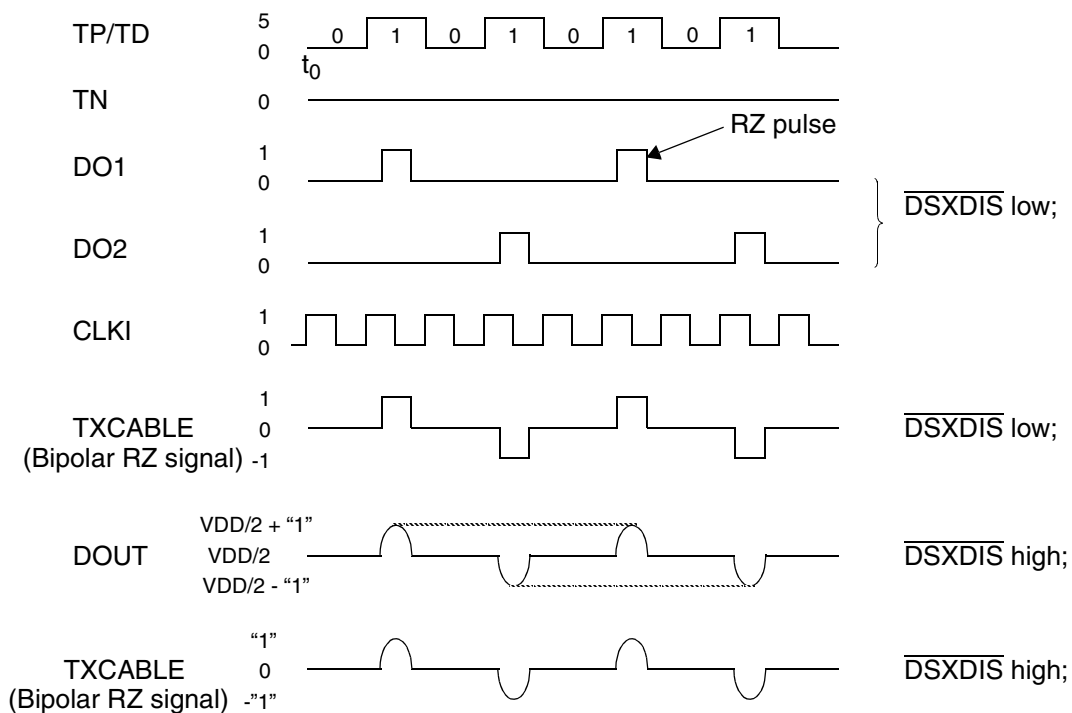 TP/TD
5
0
0 1 0 1 0 1 0 1
t0
TN
0
RZ pulse
DO1
1
0
DSXDIS low;
DO2
1
0
CLKI
1
0
TXCABLE
(Bipolar RZ signal)
1
0
-1
DSXDIS low;
DOUT
VDD/2 + “1”
VDD/2
VDD/2 - “1”
DSXDIS high;
TXCABLE
(Bipolar RZ signal)
“1”
0
-”1”
DSXDIS high;